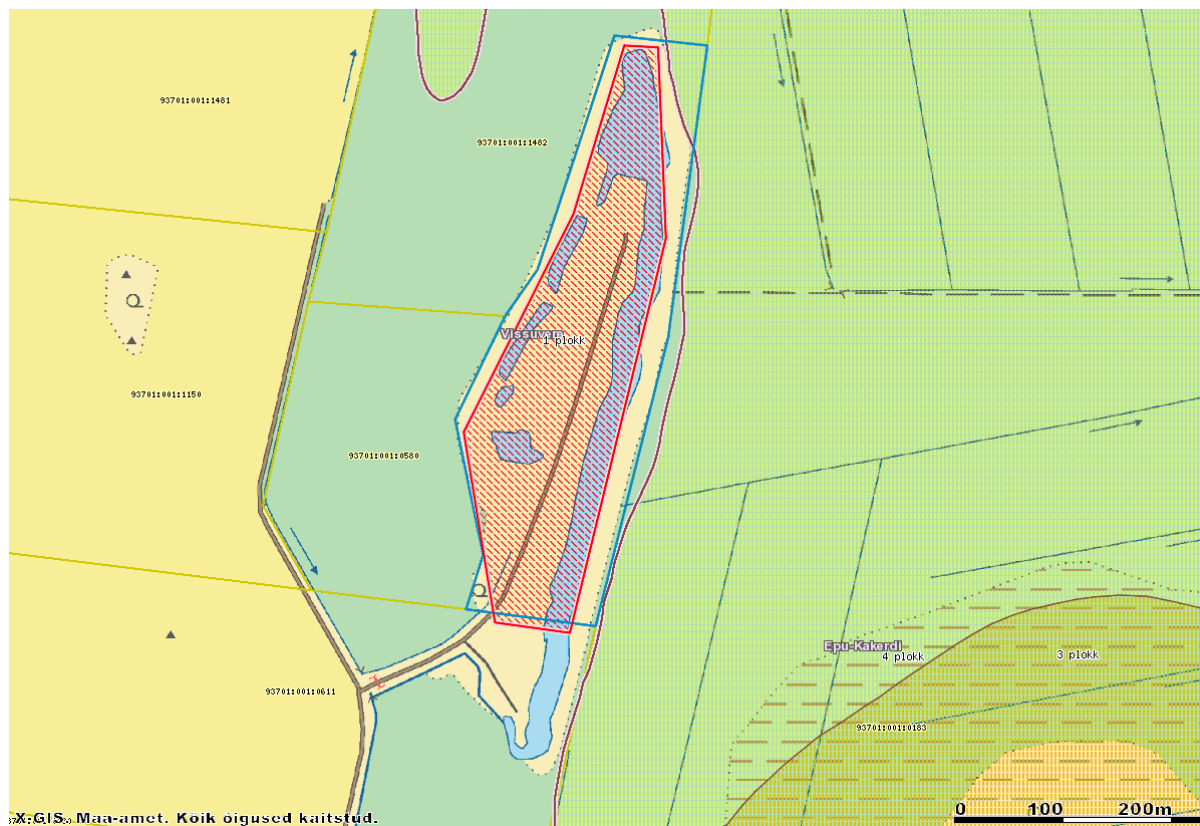 93701:001:1481
93701:001:1482
Vissuvere
1 plokk
93701:001:1150
93701:001:0580
Epu-Kakerdi
4 plokk
3 plokk
93701:001:0611
93701:001:0183
0 100 200m
X-GIS. Maa-amet. Kõik õigused kaitstud.